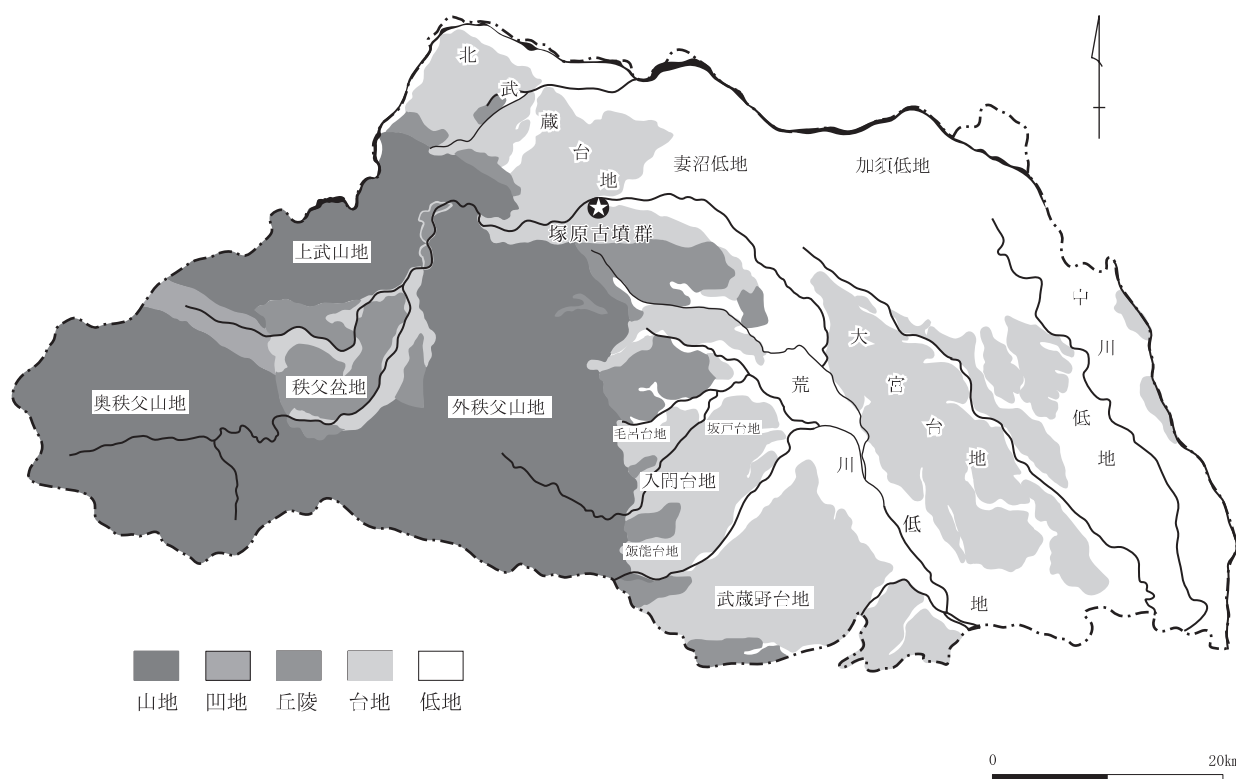 北武蔵台地
妻沼低地
加須低地
塚原古墳群
上武山地
中川低地
大宮台地
秩父盆地
奥秩父山地
外秩父山地
荒川低地
毛呂台地
坂戸台地
入間台地
飯能台地
武蔵野台地
山地
凹地
丘陵
台地
低地
0
20km